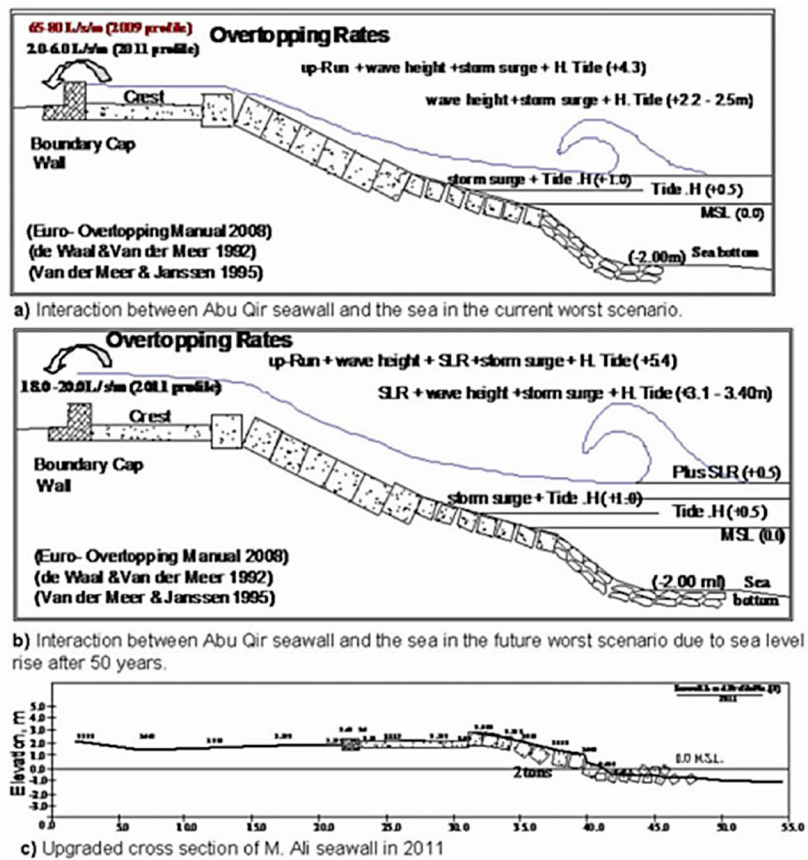 65-80 L/s/m (2009 profile)
2.0-6.0 L/s/m (2011 profile)
Overtopping Rates
up-Run + wave height +storm surge + H. Tide (+4.3)
wave height +storm surge + H. Tide (+2.2 - 2.5m)
Crest
Boundary Cap
Wall
storm surge + Tide .H (+1.0)
Tide .H (+0.5)
MSL (0.0)
(Euro- Overtopping Manual 2008)
(de Waal &Van der Meer 1992)
(Van der Meer & Janssen 1995)
(-2.00m)
Sea bottom
a) Interaction between Abu Qir seawall and the sea in the current worst scenario.
Overtopping Rates
18.0 -20.0 L/s/m (2011 profile)
up-Run + wave height + SLR +storm surge + H. Tide (+5.4)
SLR + wave height +storm surge + H. Tide (+3.1 - 3.40m)
Crest
Boundary Cap
Wall
Plus SLR (+0.5)
storm surge + Tide .H (+1.0)
Tide .H (+0.5)
MSL (0.0)
(Euro- Overtopping Manual 2008)
(de Waal &Van der Meer 1992)
(Van der Meer & Janssen 1995)
(-2.00 ml)
Sea
bottom
b) Interaction between Abu Qir seawall and the sea in the future worst scenario due to sea level
rise after 50 years.
2011
Elevation, m
5.0
4.0
3.0
2.0
1.0
0.0
-1.0
-2.0
-3.0
0.0 M.S.L.
2 tons
0.0 5.0 10.0 15.0 20.0 25.0 30.0 35.0 40.0 45.0 50.0 55.0
c) Upgraded cross section of M. Ali seawall in 2011